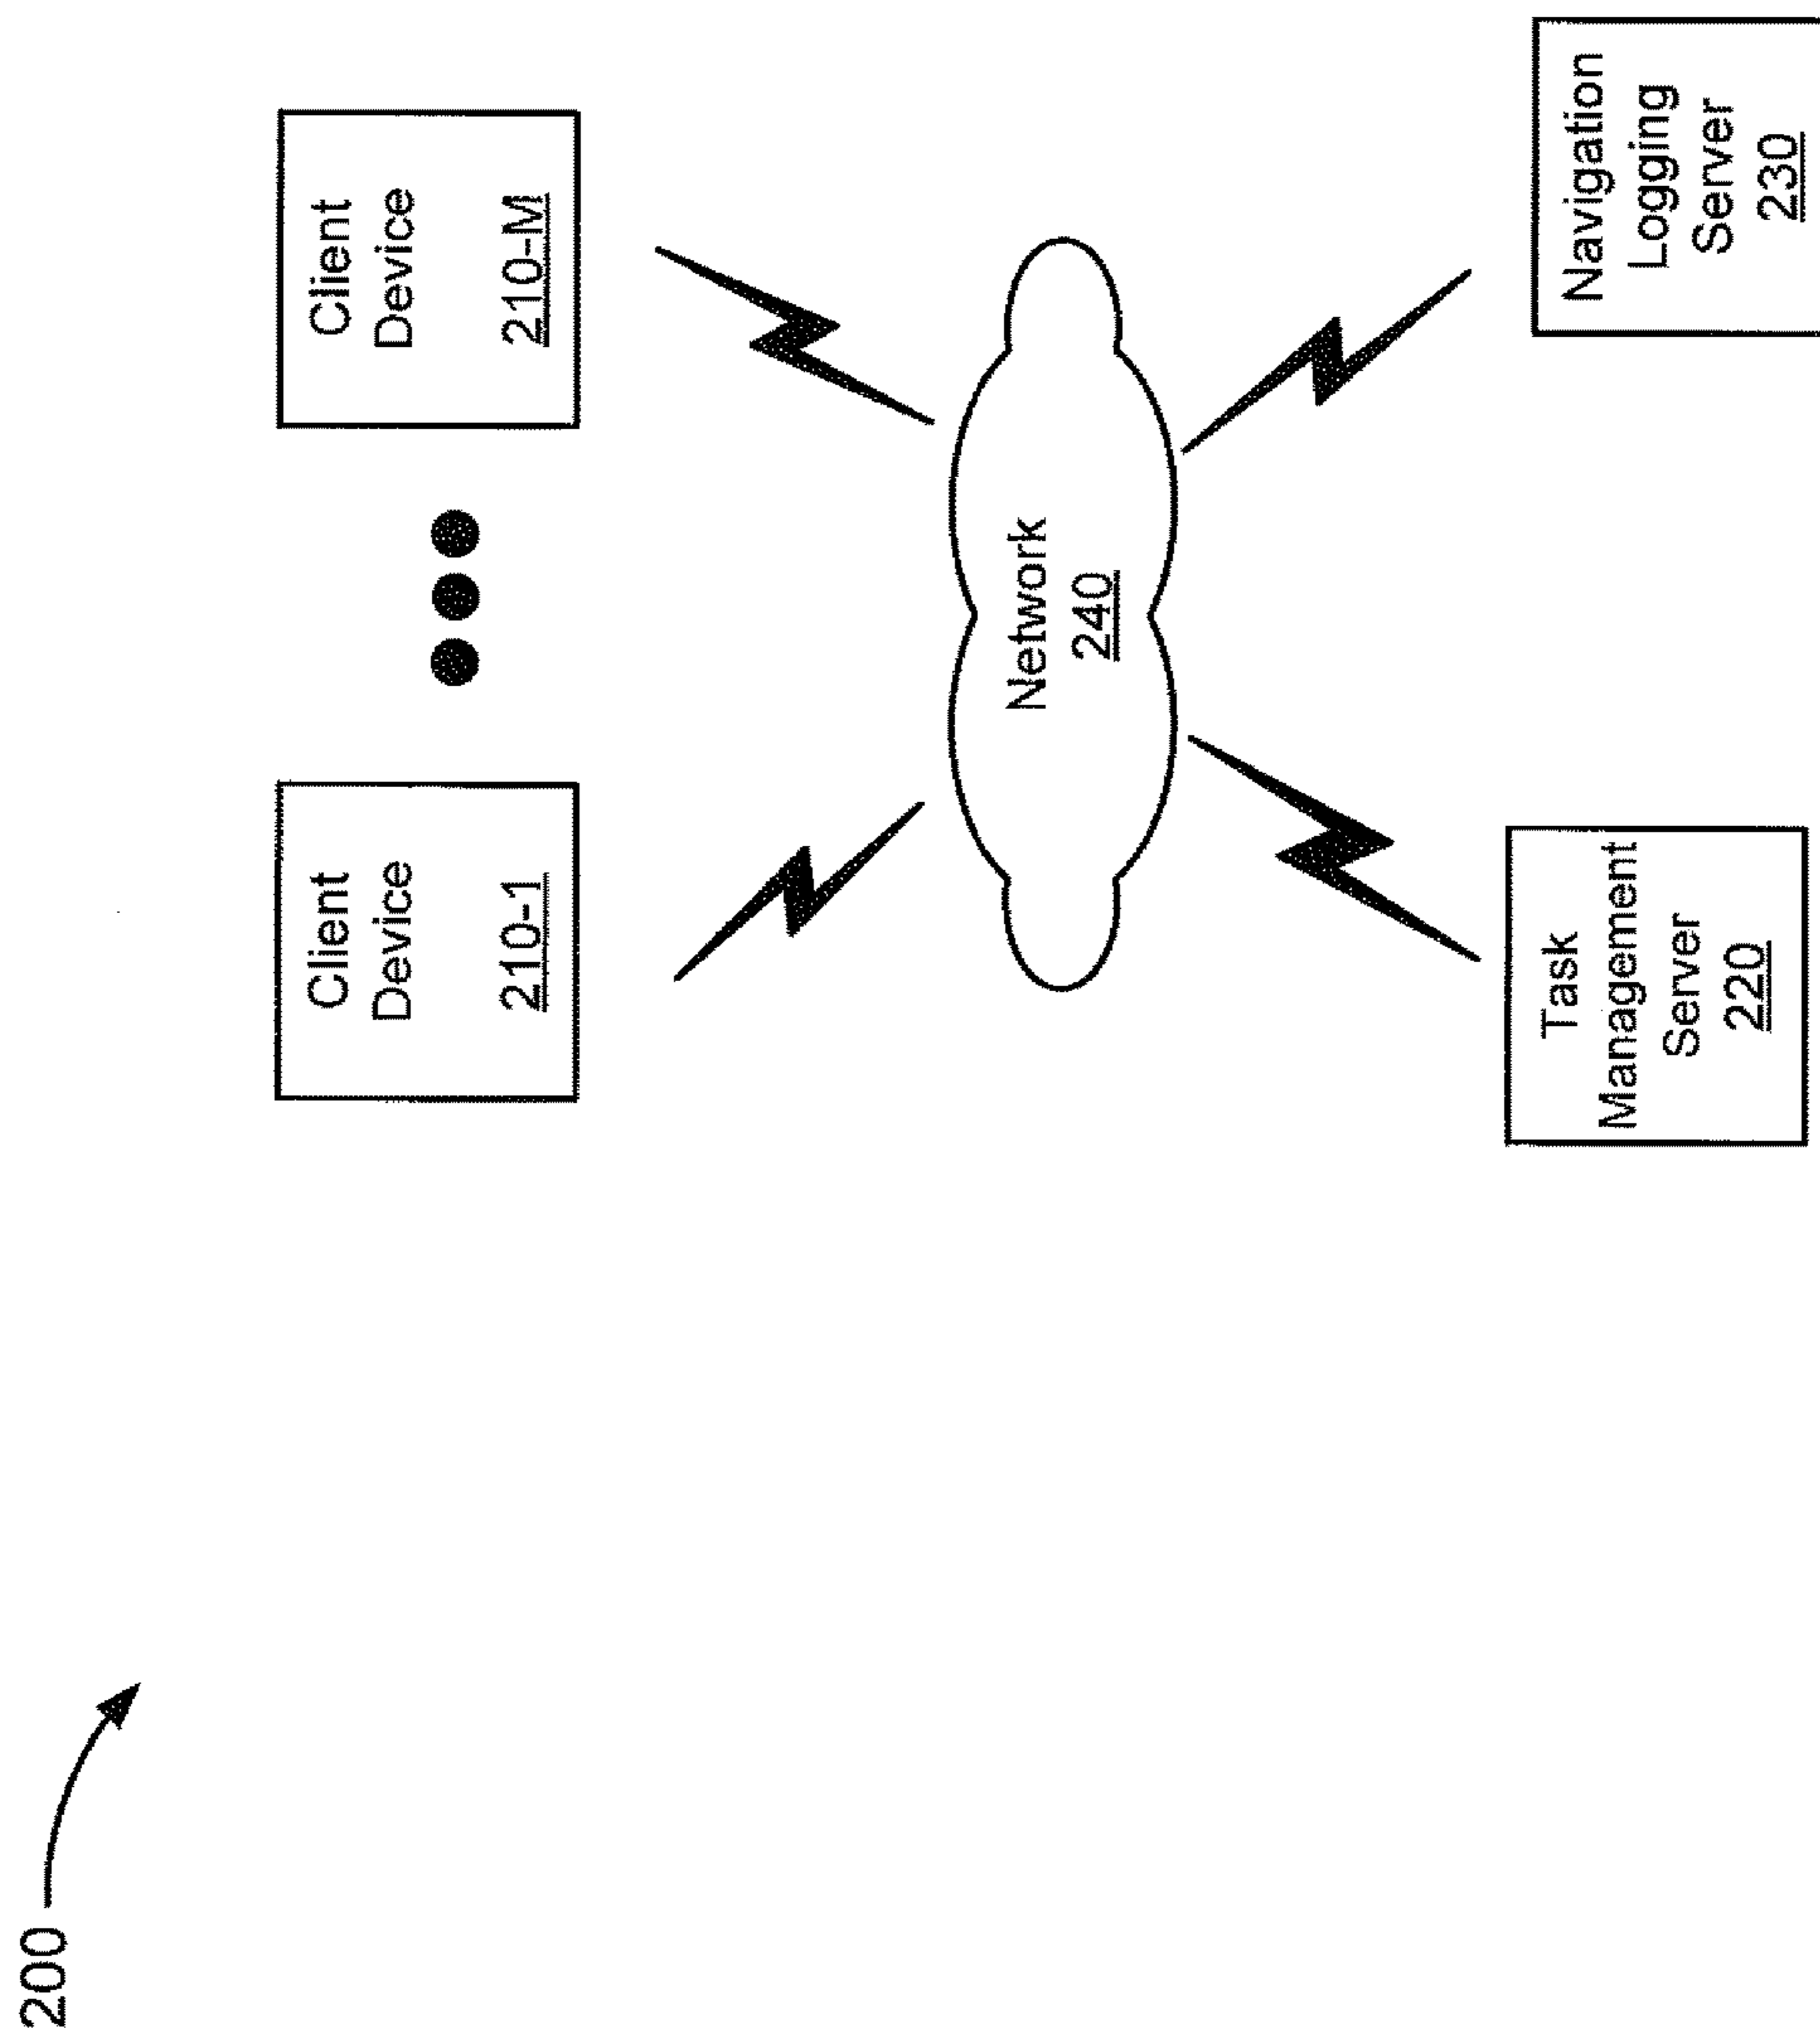 200
Client
Device
210-1
Client
Device
210-M
Network
240
Task
Management
Server
220
Navigation
Logging
Server
230